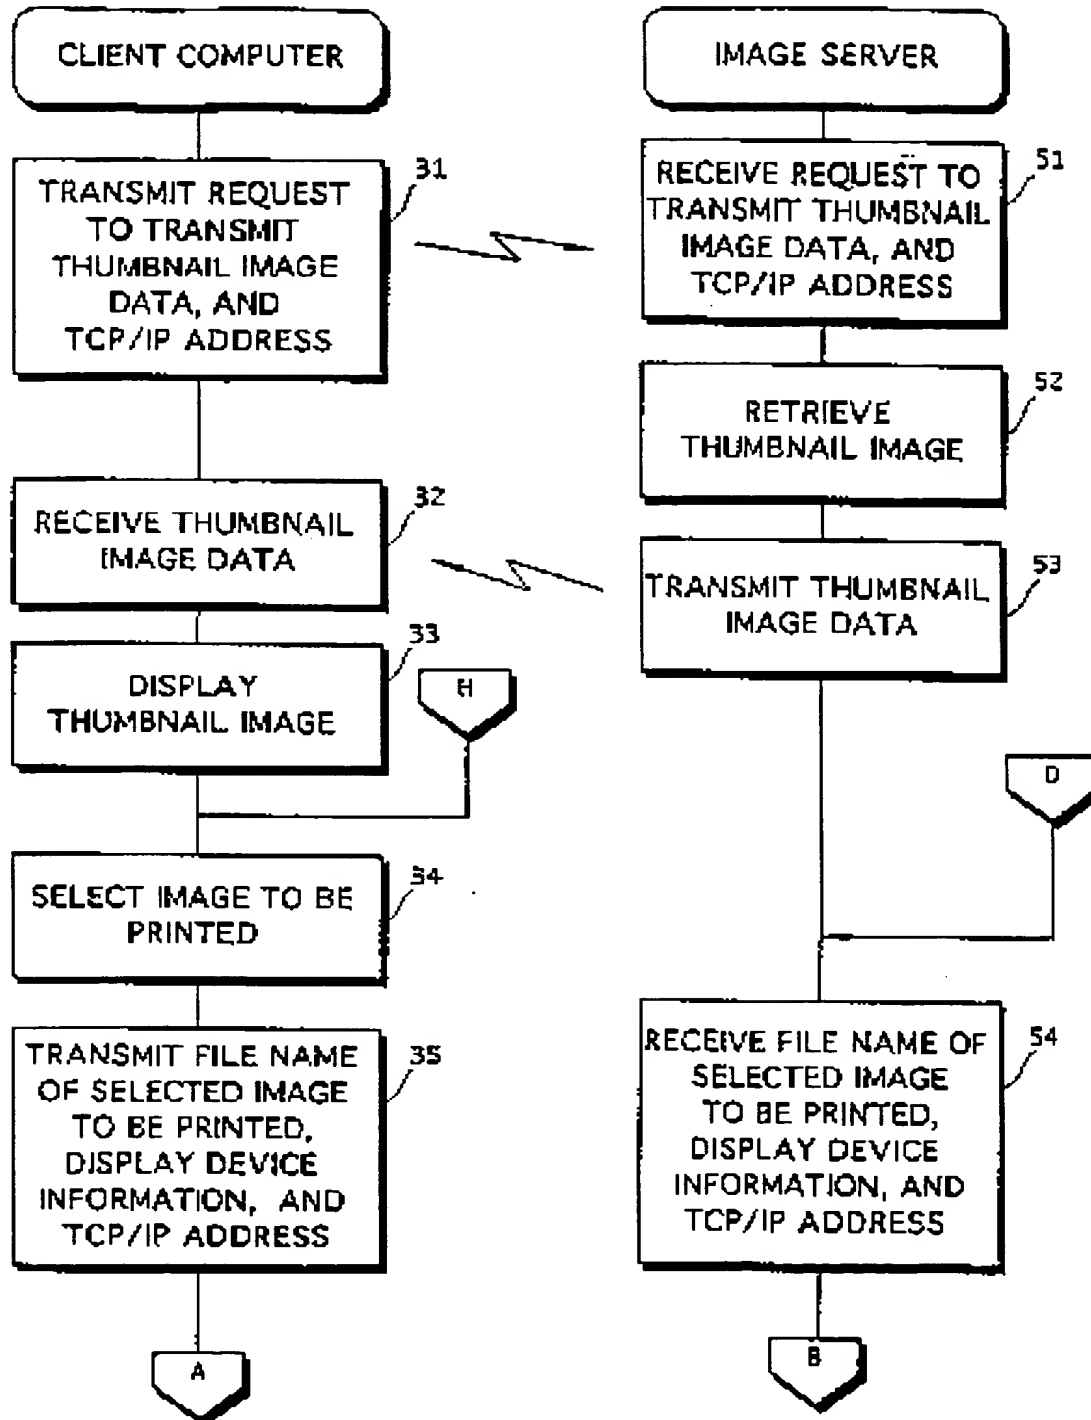 CLIENT COMPUTER
31
TRANSMIT REQUEST
TO TRANSMIT
THUMBNAIL IMAGE
DATA, AND
TCP/IP ADDRESS
32
RECEIVE THUMBNAIL
IMAGE DATA
33
DISPLAY
THUMBNAIL IMAGE
H
34
SELECT IMAGE TO BE
PRINTED
35
TRANSMIT FILE NAME
OF SELECTED IMAGE
TO BE PRINTED,
DISPLAY DEVICE
INFORMATION, AND
TCP/IP ADDRESS
A
IMAGE SERVER
51
RECEIVE REQUEST TO
TRANSMIT THUMBNAIL
IMAGE DATA, AND
TCP/IP ADDRESS
52
RETRIEVE
THUMBNAIL IMAGE
53
TRANSMIT THUMBNAIL
IMAGE DATA
D
54
RECEIVE FILE NAME OF
SELECTED IMAGE
TO BE PRINTED,
DISPLAY DEVICE
INFORMATION, AND
TCP/IP ADDRESS
B